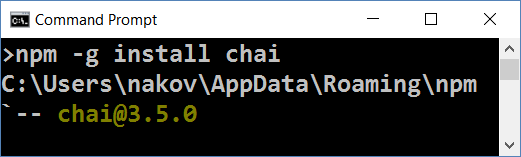 Command Prompt
>npm -g install chai
C:\Users\nakov\AppData\Roaming\npm
`-- chai@3.5.0